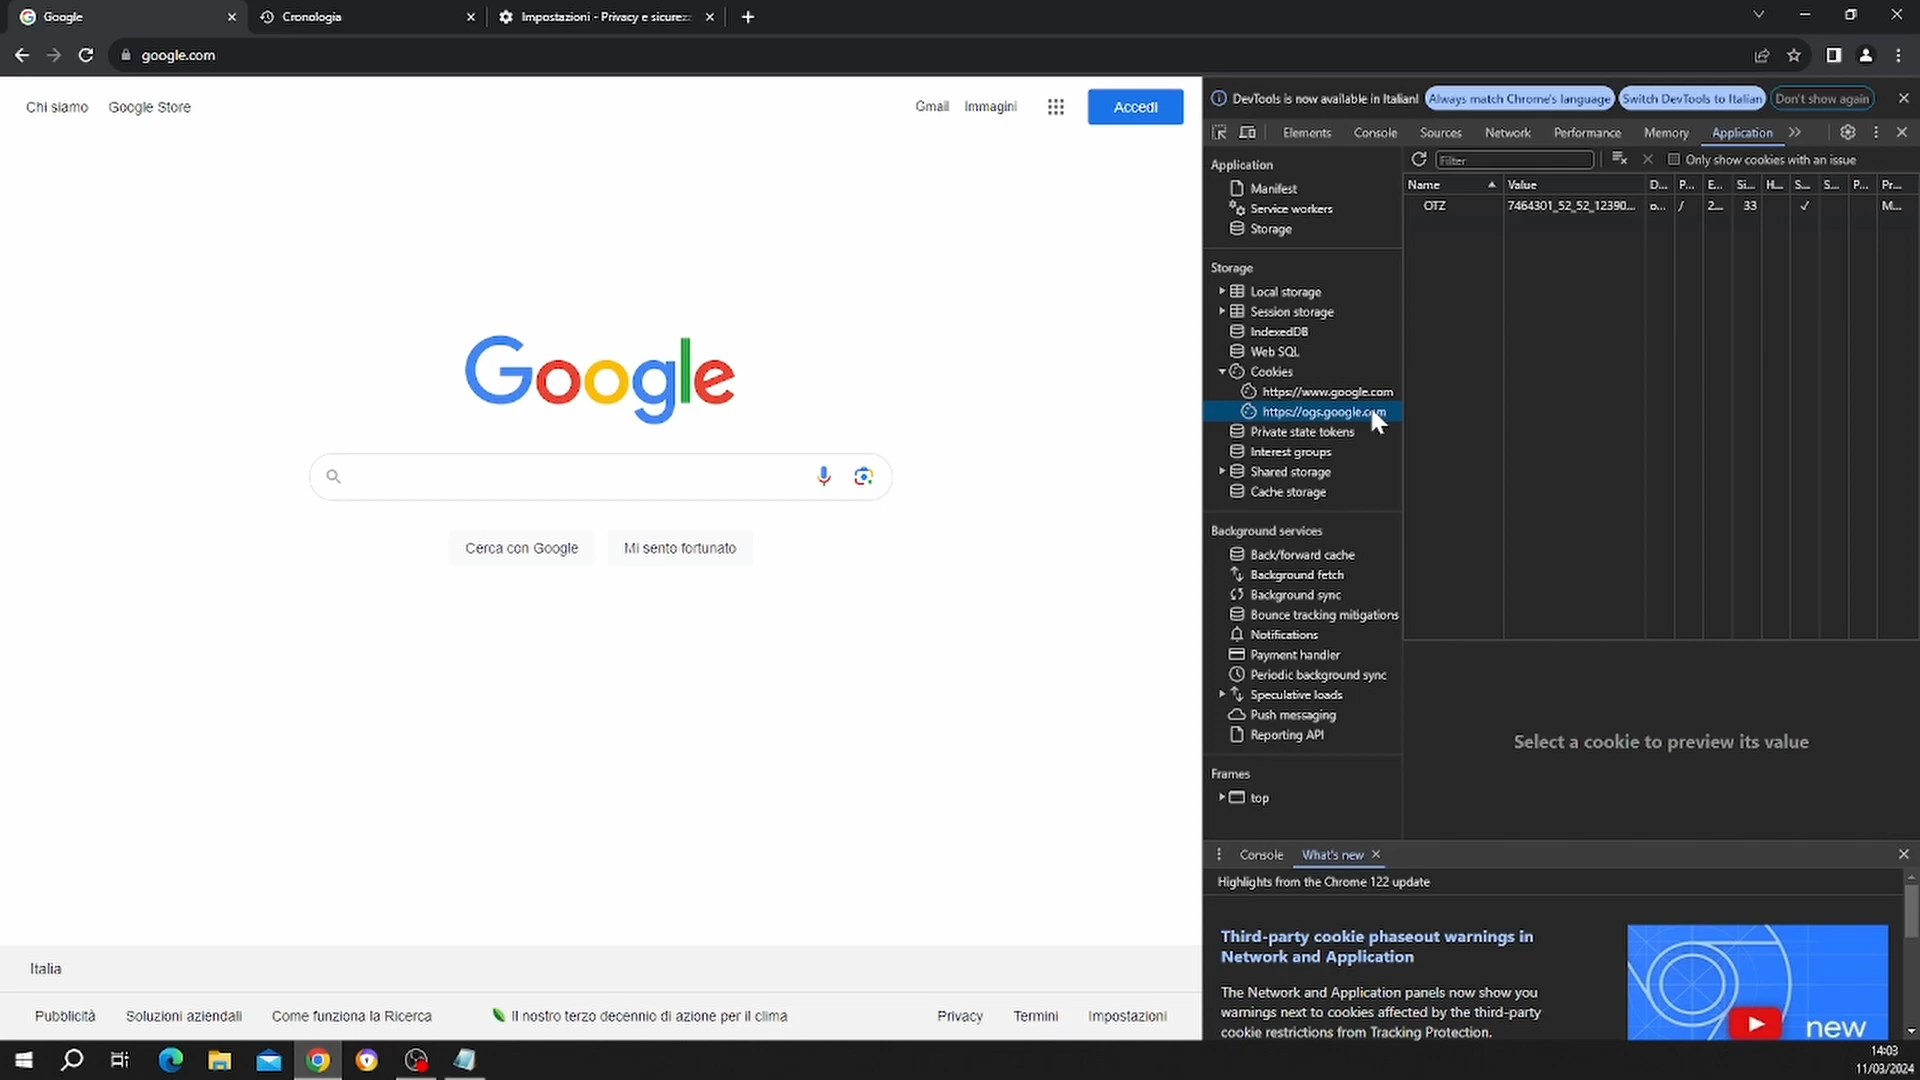 Google
Cronologia
Impostazioni - Privacy e sicurezz
google.com
Chi siamo
Google Store
Gmail
Immagini
Accedi
Google
Cerca con Google
Mi sento fortunato
Italia
Pubblicità
Soluzioni aziendali
Come funziona la Ricerca
Il nostro terzo decennio di azione per il clima
Privacy
Termini
Impostazioni
DevTools is now available in Italian!
Always match Chrome's language
Switch DevTools to Italian
Don't show again
Elements
Console
Sources
Network
Performance
Memory
Application
Application
Manifest
Service workers
Storage
Storage
Local storage
Session storage
IndexedDB
Web SQL
Cookies
https://www.google.com
https://ogs.google.com
Private state tokens
Interest groups
Shared storage
Cache storage
Background services
Back/forward cache
Background fetch
Background sync
Bounce tracking mitigations
Notifications
Payment handler
Periodic background sync
Speculative loads
Push messaging
Reporting API
Frames
top
Filter
Only show cookies with an issue
Name Value D... P... E... Si... H... S... S... P... Pr...
OTZ 7464301_52_52_12390... o... / 2... 33 ✓ M...
Select a cookie to preview its value
Console
What's new
Highlights from the Chrome 122 update
Third-party cookie phaseout warnings in
Network and Application
The Network and Application panels now show you
warnings next to cookies affected by the third-party
cookie restrictions from Tracking Protection.
new
14:03
11/03/2024